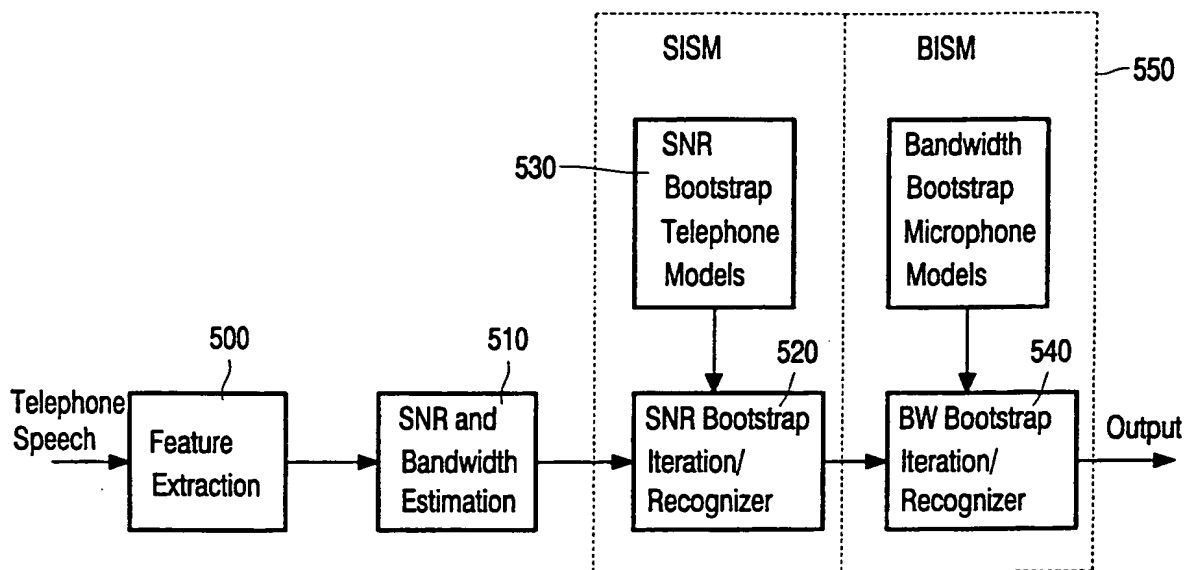 SISM
BISM
550
530
SNR
Bootstrap
Telephone
Models
Bandwidth
Bootstrap
Microphone
Models
500
510
520
540
Telephone
Speech
Feature
Extraction
SNR and
Bandwidth
Estimation
SNR Bootstrap
Iteration/
Recognizer
BW Bootstrap
Iteration/
Recognizer
Output